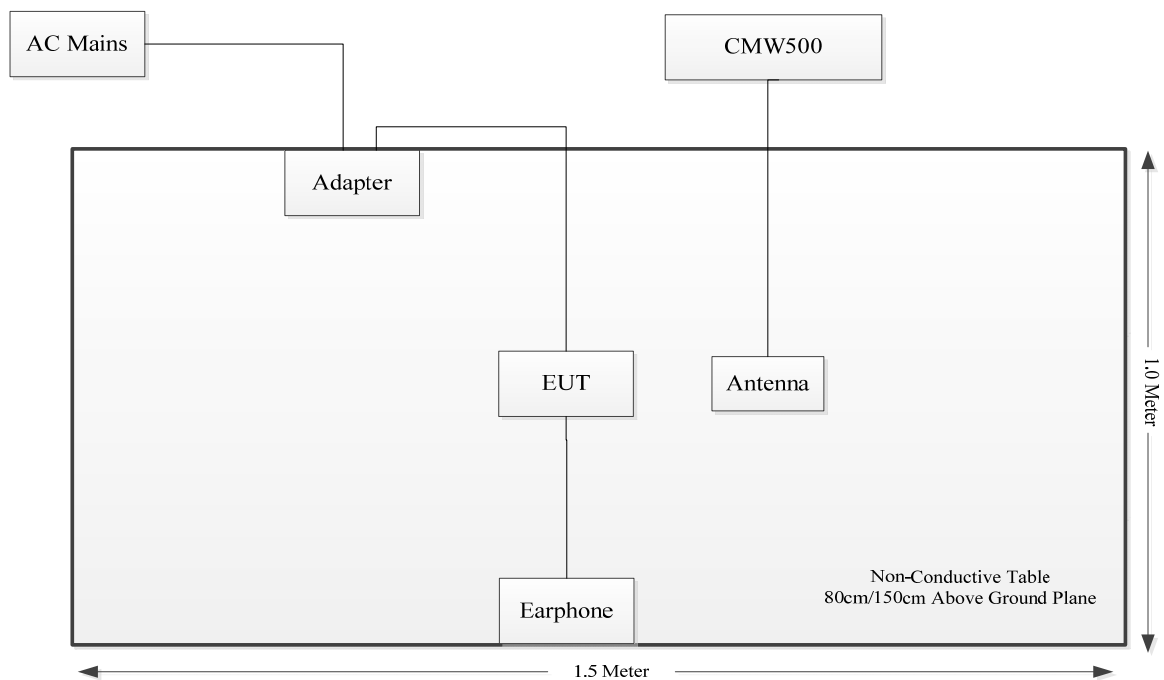 AC Mains
CMW500
Adapter
EUT
Antenna
1.0 Meter
Non-Conductive Table
80cm/150cm Above Ground Plane
Earphone
1.5 Meter